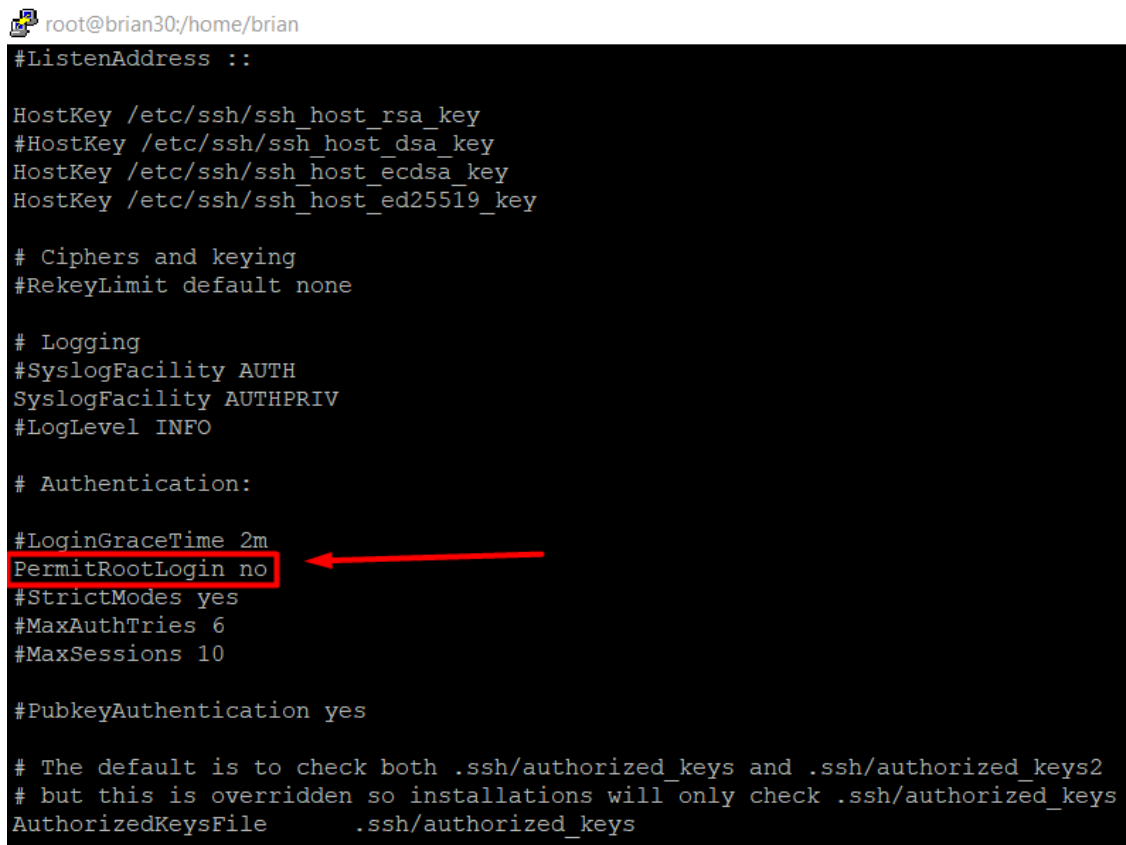 root@brian30:/home/brian
#ListenAddress ::
HostKey /etc/ssh/ssh_host_rsa_key
#HostKey /etc/ssh/ssh_host_dsa_key
HostKey /etc/ssh/ssh_host_ecdsa_key
HostKey /etc/ssh/ssh_host_ed25519_key
# Ciphers and keying
#RekeyLimit default none
# Logging
#SyslogFacility AUTH
SyslogFacility AUTHPRIV
#LogLevel INFO
# Authentication:
#LoginGraceTime 2m
PermitRootLogin no
#StrictModes yes
#MaxAuthTries 6
#MaxSessions 10
#PubkeyAuthentication yes
# The default is to check both .ssh/authorized_keys and .ssh/authorized_keys2
# but this is overridden so installations will only check .ssh/authorized_keys
AuthorizedKeysFile      .ssh/authorized_keys